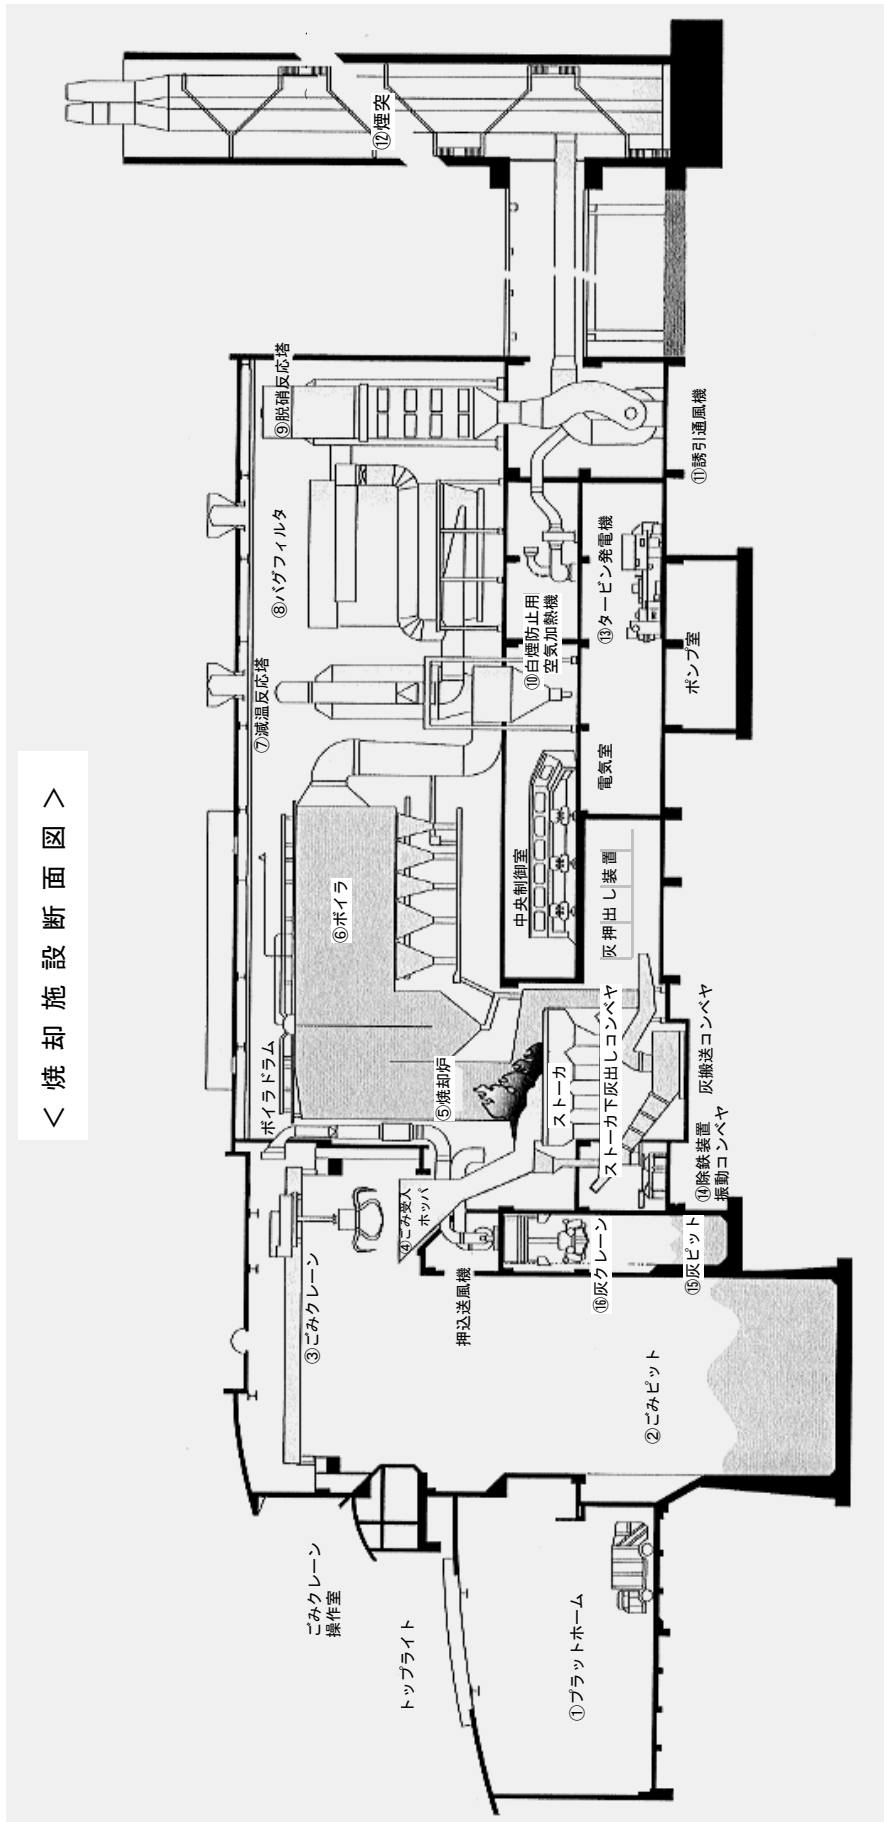 ＜ 焼 却 施 設 断 面 図 ＞
①プラットホーム
トップライト
ごみクレーン
操作室
②ごみピット
③ごみクレーン
④ごみ受入
ホッパ
押込送風機
⑯灰クレーン
⑮灰ピット
⑭除鉄装置
振動コンベヤ
灰搬送コンベヤ
ボイラドラム
⑤焼却炉
ストーカ
ストーカ下灰出しコンベヤ
⑥ボイラ
中央制御室
灰押出し装置
電気室
ポンプ室
⑦減温反応塔
⑧バグフィルタ
⑨脱硝反応塔
⑩白煙防止用
空気加熱機
⑬タービン発電機
⑪誘引通風機
⑫煙突